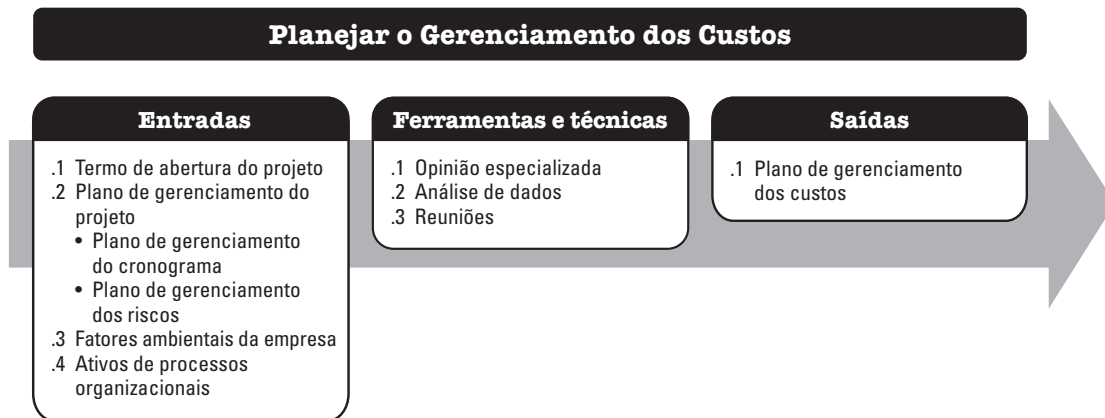 Planejar o Gerenciamento dos Custos
Entradas
.1 Termo de abertura do projeto
.2 Plano de gerenciamento do
projeto
• Plano de gerenciamento
do cronograma
• Plano de gerenciamento
dos riscos
.3 Fatores ambientais da empresa
.4 Ativos de processos
organizacionais
Ferramentas e técnicas
.1 Opinião especializada
.2 Análise de dados
.3 Reuniões
Saídas
.1 Plano de gerenciamento
dos custos